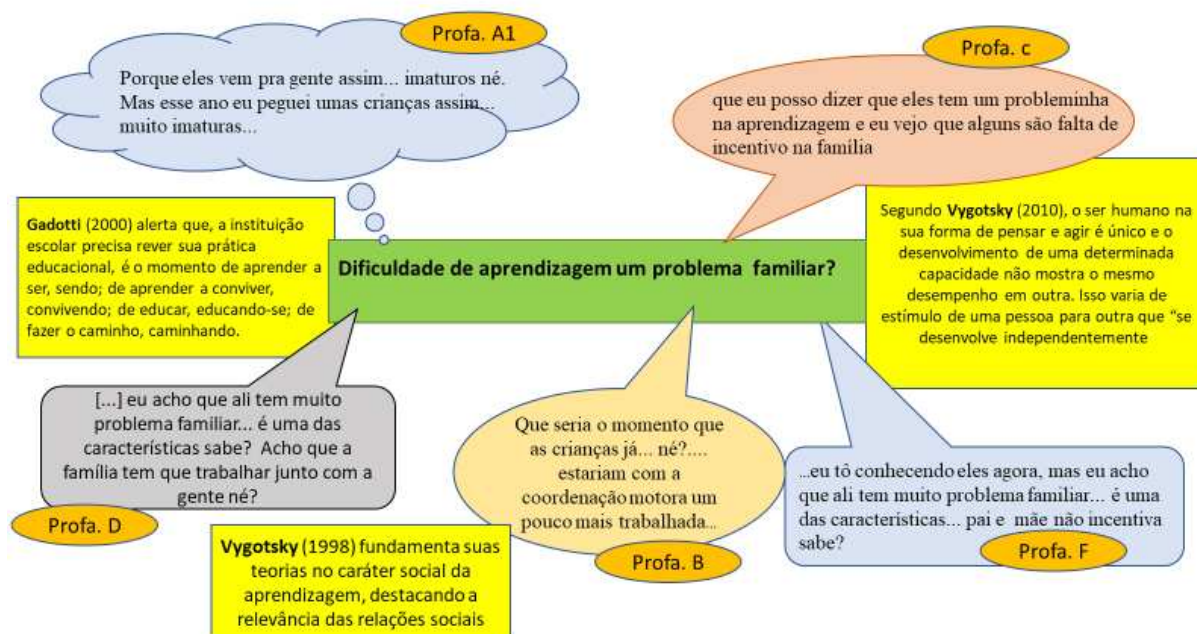 Profa. A1
Porque eles vem pra gente assim... imaturos né.
Mas esse ano eu peguei umas crianças assim...
muito imaturas...
Profa. c
que eu posso dizer que eles tem um probleminha
na aprendizagem e eu vejo que alguns são falta de
incentivo na família
Gadotti (2000) alerta que, a instituição
escolar precisa rever sua prática
educacional, é o momento de aprender a
ser, sendo; de aprender a conviver,
convivendo; de educar, educando-se; de
fazer o caminho, caminhando.
Dificuldade de aprendizagem um problema familiar?
Segundo Vygotsky (2010), o ser humano na
sua forma de pensar e agir é único e o
desenvolvimento de uma determinada
capacidade não mostra o mesmo
desempenho em outra. Isso varia de
estímulo de uma pessoa para outra que “se
desenvolve independentemente
[...] eu acho que ali tem muito
problema familiar... é uma das
características sabe? Acho que a
família tem que trabalhar junto com a
gente né?
Profa. D
Que seria o momento que
as crianças já... né?....
estariam com a
coordenação motora um
pouco mais trabalhada...
Profa. B
...eu tô conhecendo eles agora, mas eu acho
que ali tem muito problema familiar... é uma
das características... pai e mãe não incentiva
sabe?
Profa. F
Vygotsky (1998) fundamenta suas
teorias no caráter social da
aprendizagem, destacando a
relevância das relações sociais